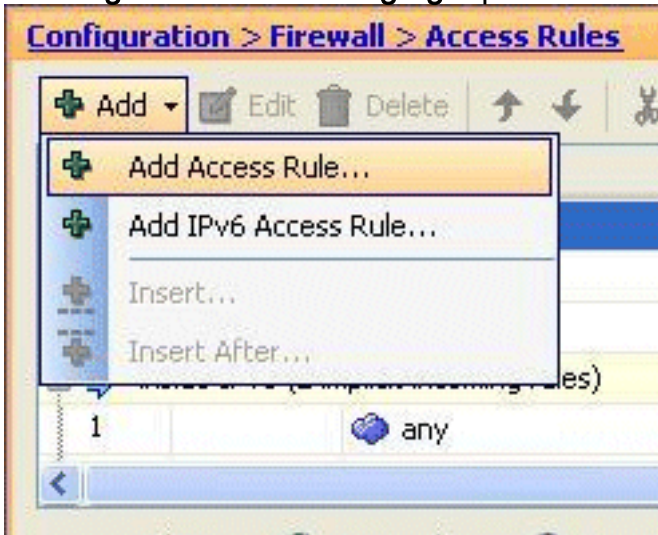 Configuration > Firewall > Access Rules
Add Edit Delete
Add Access Rule...
Add IPv6 Access Rule...
Insert...
Insert After...
1 any